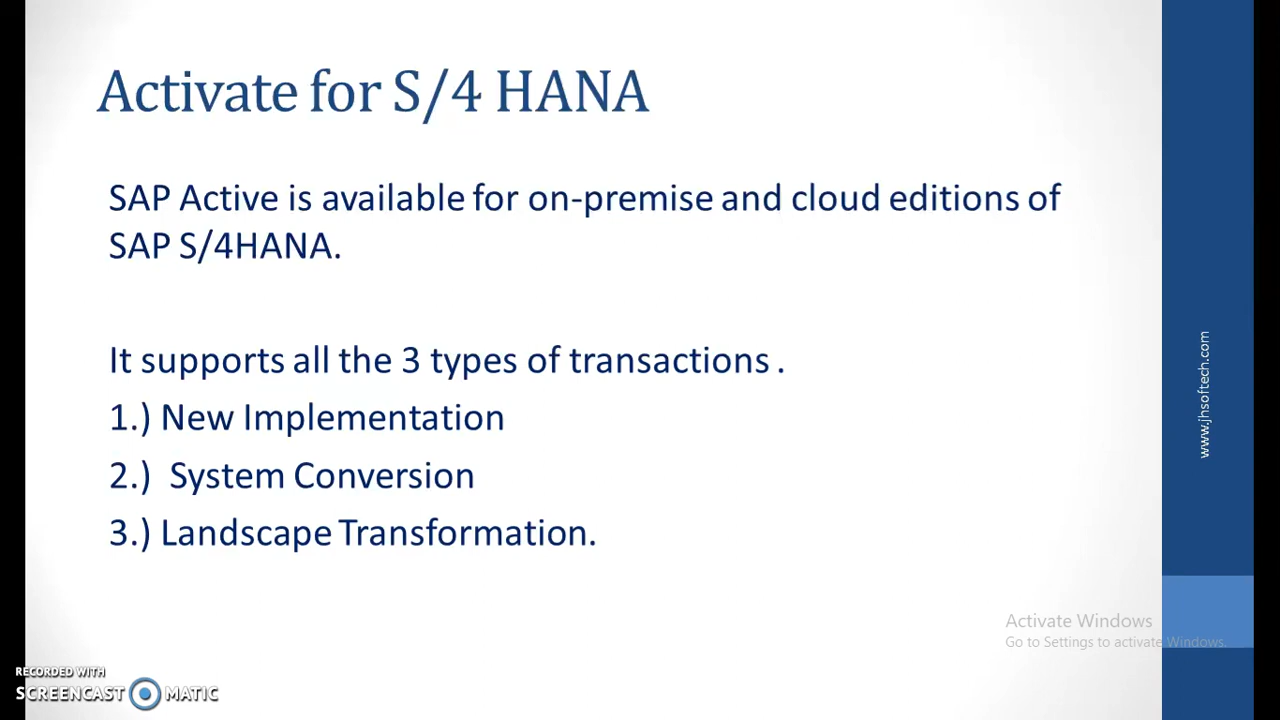 Activate for S/4 HANA
SAP Active is available for on-premise and cloud editions of
SAP S/4HANA.
It supports all the 3 types of transactions .
1.) New Implementation
2.) System Conversion
3.) Landscape Transformation.
www.jhsoftech.com
Activate Windows
Go to Settings to activate Windows.
RECORDED WITH
SCREENCAST MATIC